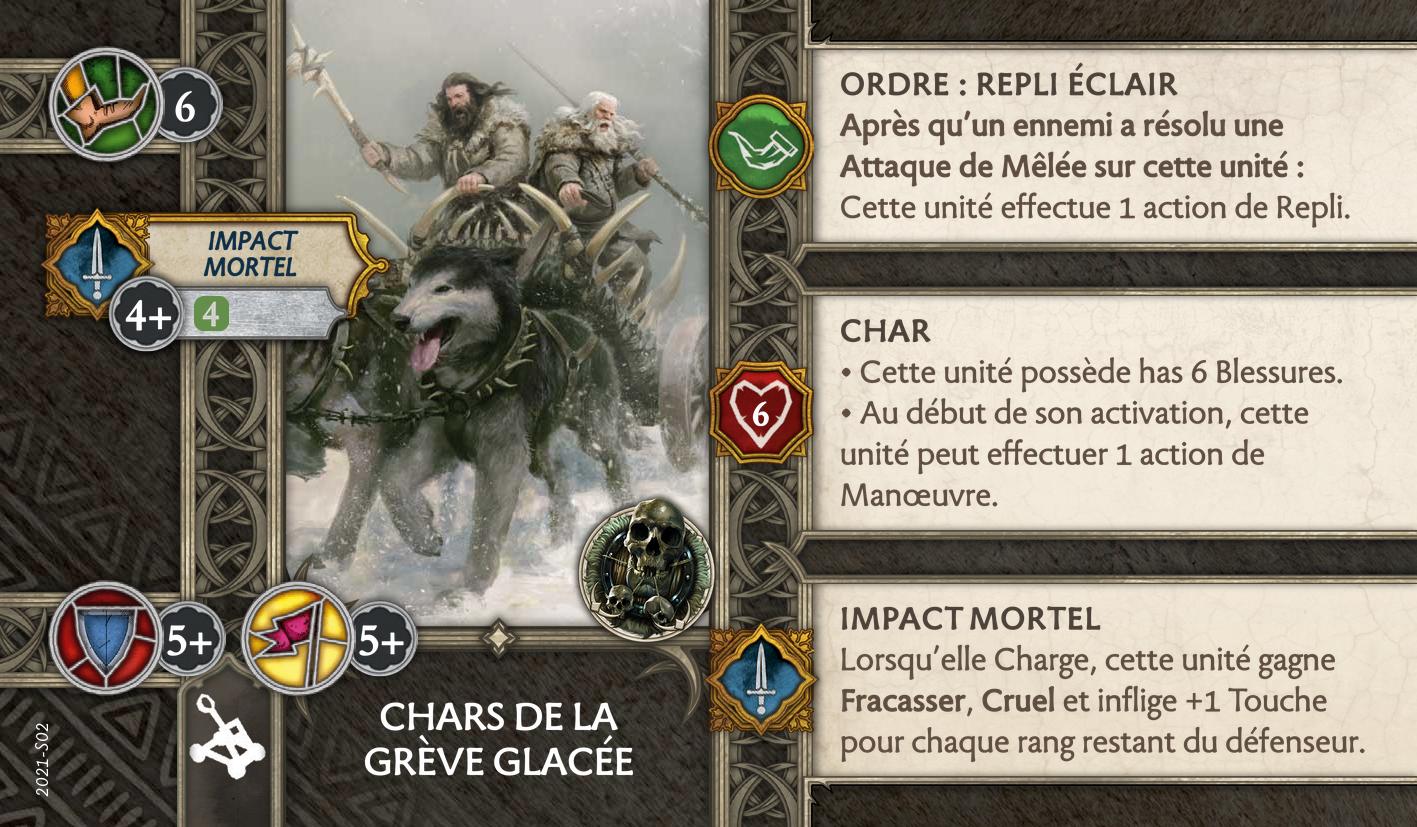 6
IMPACT
MORTEL
4+
4
5+
5+
CHARS DE LA
GRÈVE GLACÉE
2021-S02
ORDRE : REPLI ÉCLAIR
Après qu’un ennemi a résolu une
Attaque de Mêlée sur cette unité :
Cette unité effectue 1 action de Repli.
6
CHAR
• Cette unité possède has 6 Blessures.
• Au début de son activation, cette
unité peut effectuer 1 action de
Manœuvre.
IMPACT MORTEL
Lorsqu’elle Charge, cette unité gagne
Fracasser, Cruel et inflige +1 Touche
pour chaque rang restant du défenseur.